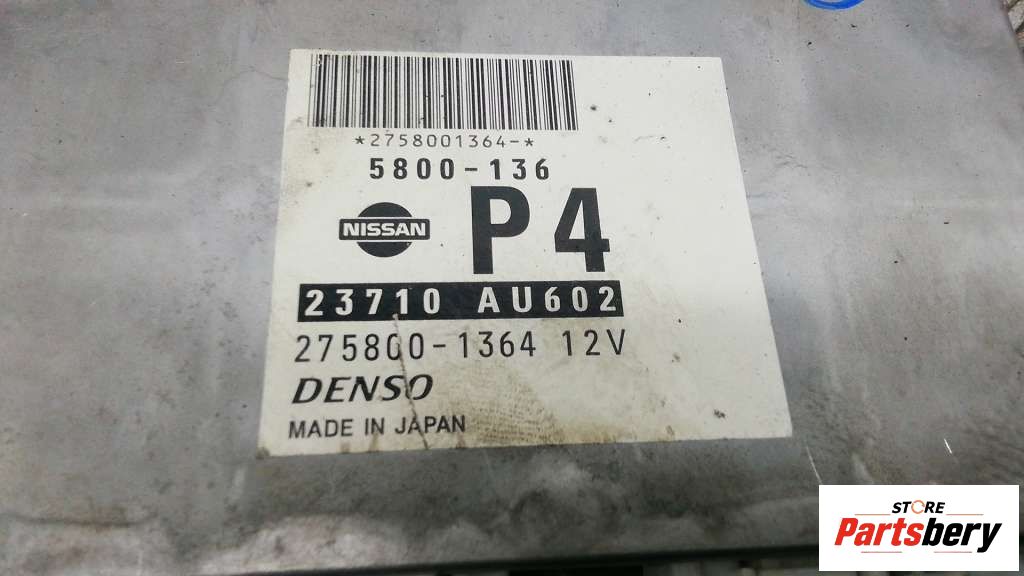 *2758001364-*
5800-136
NISSAN
P4
23710 AU602
275800-1364 12V
DENSO
MADE IN JAPAN
STORE
Partsbery